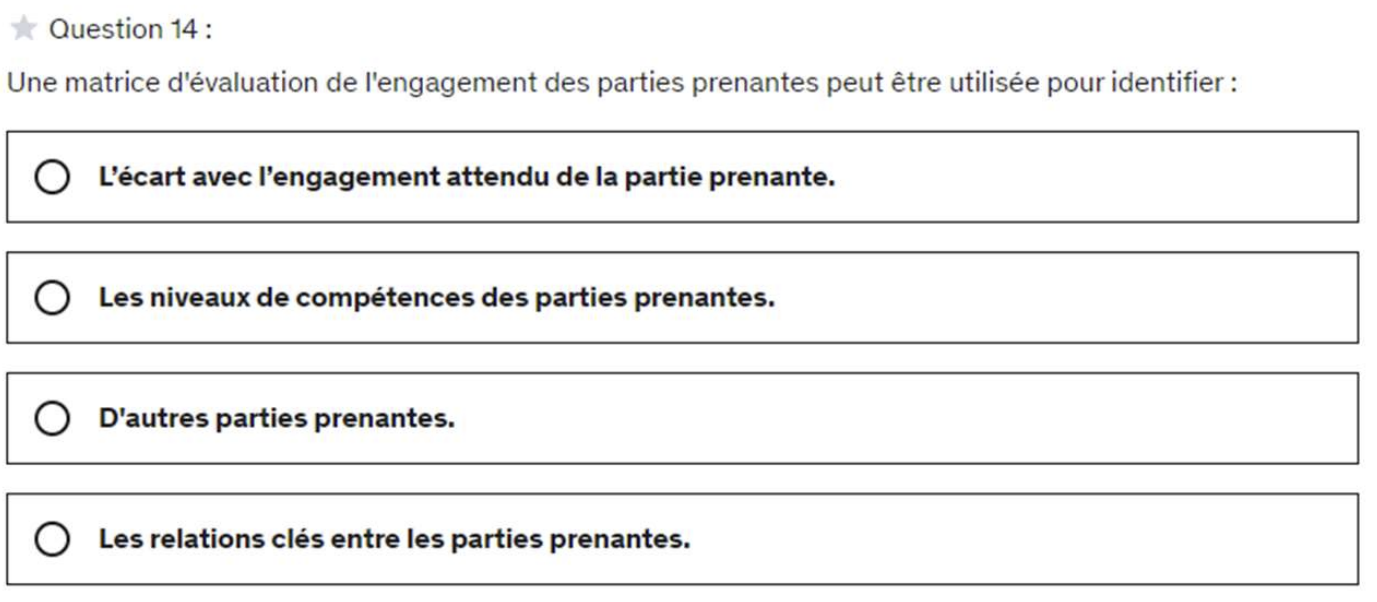 Question 14 :
Une matrice d'évaluation de l'engagement des parties prenantes peut être utilisée pour identifier :
L’écart avec l’engagement attendu de la partie prenante.
Les niveaux de compétences des parties prenantes.
D'autres parties prenantes.
Les relations clés entre les parties prenantes.